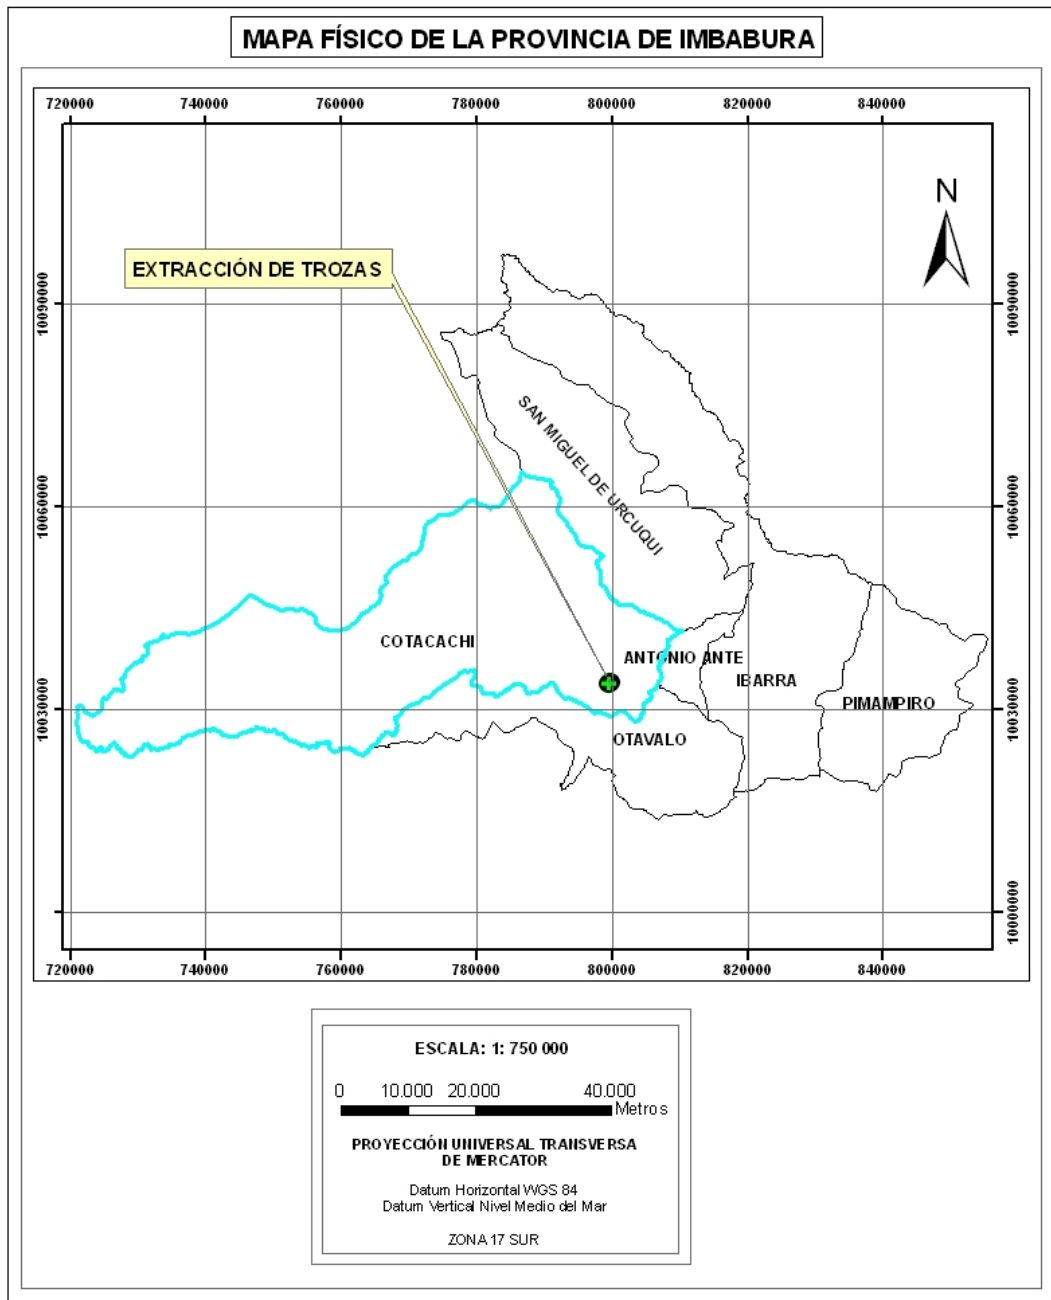 MAPA FÍSICO DE LA PROVINCIA DE IMBABURA
720000 740000 760000 780000 800000 820000 840000
N
EXTRACCIÓN DE TROZAS
10090000 10090000
SAN MIGUEL DE URCUQUI
10060000 10060000
COTACACHI
ANTONIO ANTE
IBARRA
PIMAMPIRO
10030000 10030000
OTAVALO
10000000
720000 740000 760000 780000 800000 820000 840000
ESCALA: 1: 750 000
0 10.000 20.000 40.000
Metros
PROYECCIÓN UNIVERSAL TRANSVERSA
DE MERCATOR
Datum Horizontal WGS 84
Datum Vertical Nivel Medio del Mar
ZONA 17 SUR